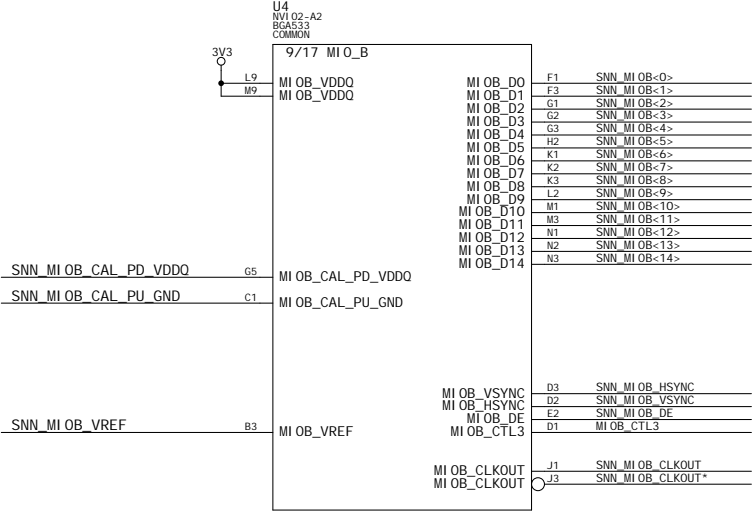 U4
NVIO2-A2
BGA533
COMMON
9/17 MIO_B
3V3
L9 MIOB_VDDQ
M9 MIOB_VDDQ
MIOB_D0 F1 SNN_MIOB<0>
MIOB_D1 F3 SNN_MIOB<1>
MIOB_D2 G1 SNN_MIOB<2>
MIOB_D3 G2 SNN_MIOB<3>
MIOB_D4 G3 SNN_MIOB<4>
MIOB_D5 H2 SNN_MIOB<5>
MIOB_D6 K1 SNN_MIOB<6>
MIOB_D7 K2 SNN_MIOB<7>
MIOB_D8 K3 SNN_MIOB<8>
MIOB_D9 L2 SNN_MIOB<9>
MIOB_D10 M1 SNN_MIOB<10>
MIOB_D11 M3 SNN_MIOB<11>
MIOB_D12 N1 SNN_MIOB<12>
MIOB_D13 N2 SNN_MIOB<13>
MIOB_D14 N3 SNN_MIOB<14>
SNN_MIOB_CAL_PD_VDDQ G5 MIOB_CAL_PD_VDDQ
SNN_MIOB_CAL_PU_GND C1 MIOB_CAL_PU_GND
MIOB_VSYNC D3 SNN_MIOB_HSYNC
MIOB_HSYNC D2 SNN_MIOB_VSYNC
MIOB_DE E2 SNN_MIOB_DE
SNN_MIOB_VREF B3 MIOB_VREF MIOB_CTL3 D1 MIOB_CTL3
MIOB_CLKOUT J1 SNN_MIOB_CLKOUT
MIOB_CLKOUT J3 SNN_MIOB_CLKOUT*